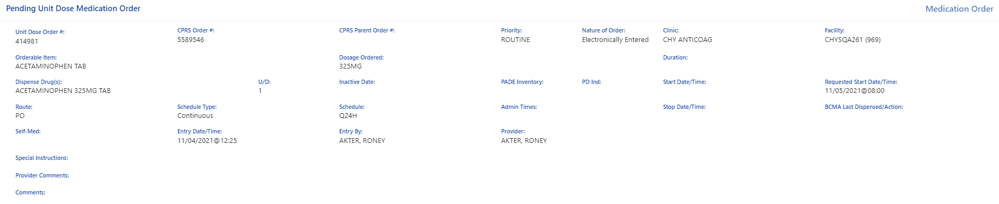 Pending Unit Dose Medication Order Medication Order
Unit Dose Order #: CPRS Order #: CPRS Parent Order #: Priority: Nature of Order: Clinic: Facility:
414981 5589546 ROUTINE Electronically Entered CHY ANTICOAG CHYSQA261 (969)
Orderable Item: Dosage Ordered: Duration:
ACETAMINOPHEN TAB 325MG
Dispense Drug(s): U/D: Inactive Date: PADE Inventory: PD Ind: Start Date/Time: Requested Start Date/Time:
ACETAMINOPHEN 325MG TAB 1 11/05/2021@08:00
Route: Schedule Type: Schedule: Admin Times: Stop Date/Time: BCMA Last Dispensed/Action:
PO Continuous Q24H
Self-Med: Entry Date/Time: Entry By: Provider:
11/04/2021@12:25 AKTER, RONEY AKTER, RONEY
Special Instructions:
Provider Comments:
Comments: